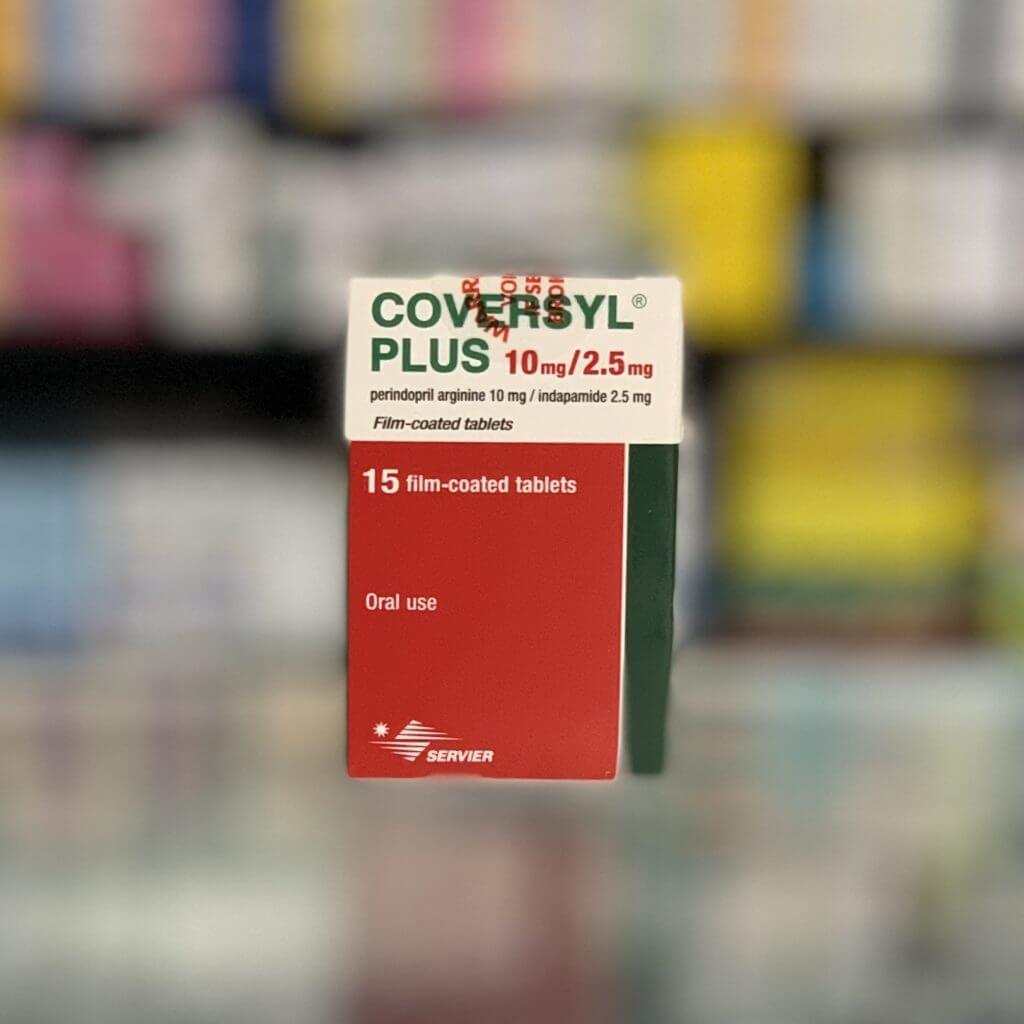 COVERSYL®
PLUS 10mg/2.5mg
perindopril arginine 10 mg / indapamide 2.5 mg
Film-coated tablets
15 film-coated tablets
Oral use
SERVIER